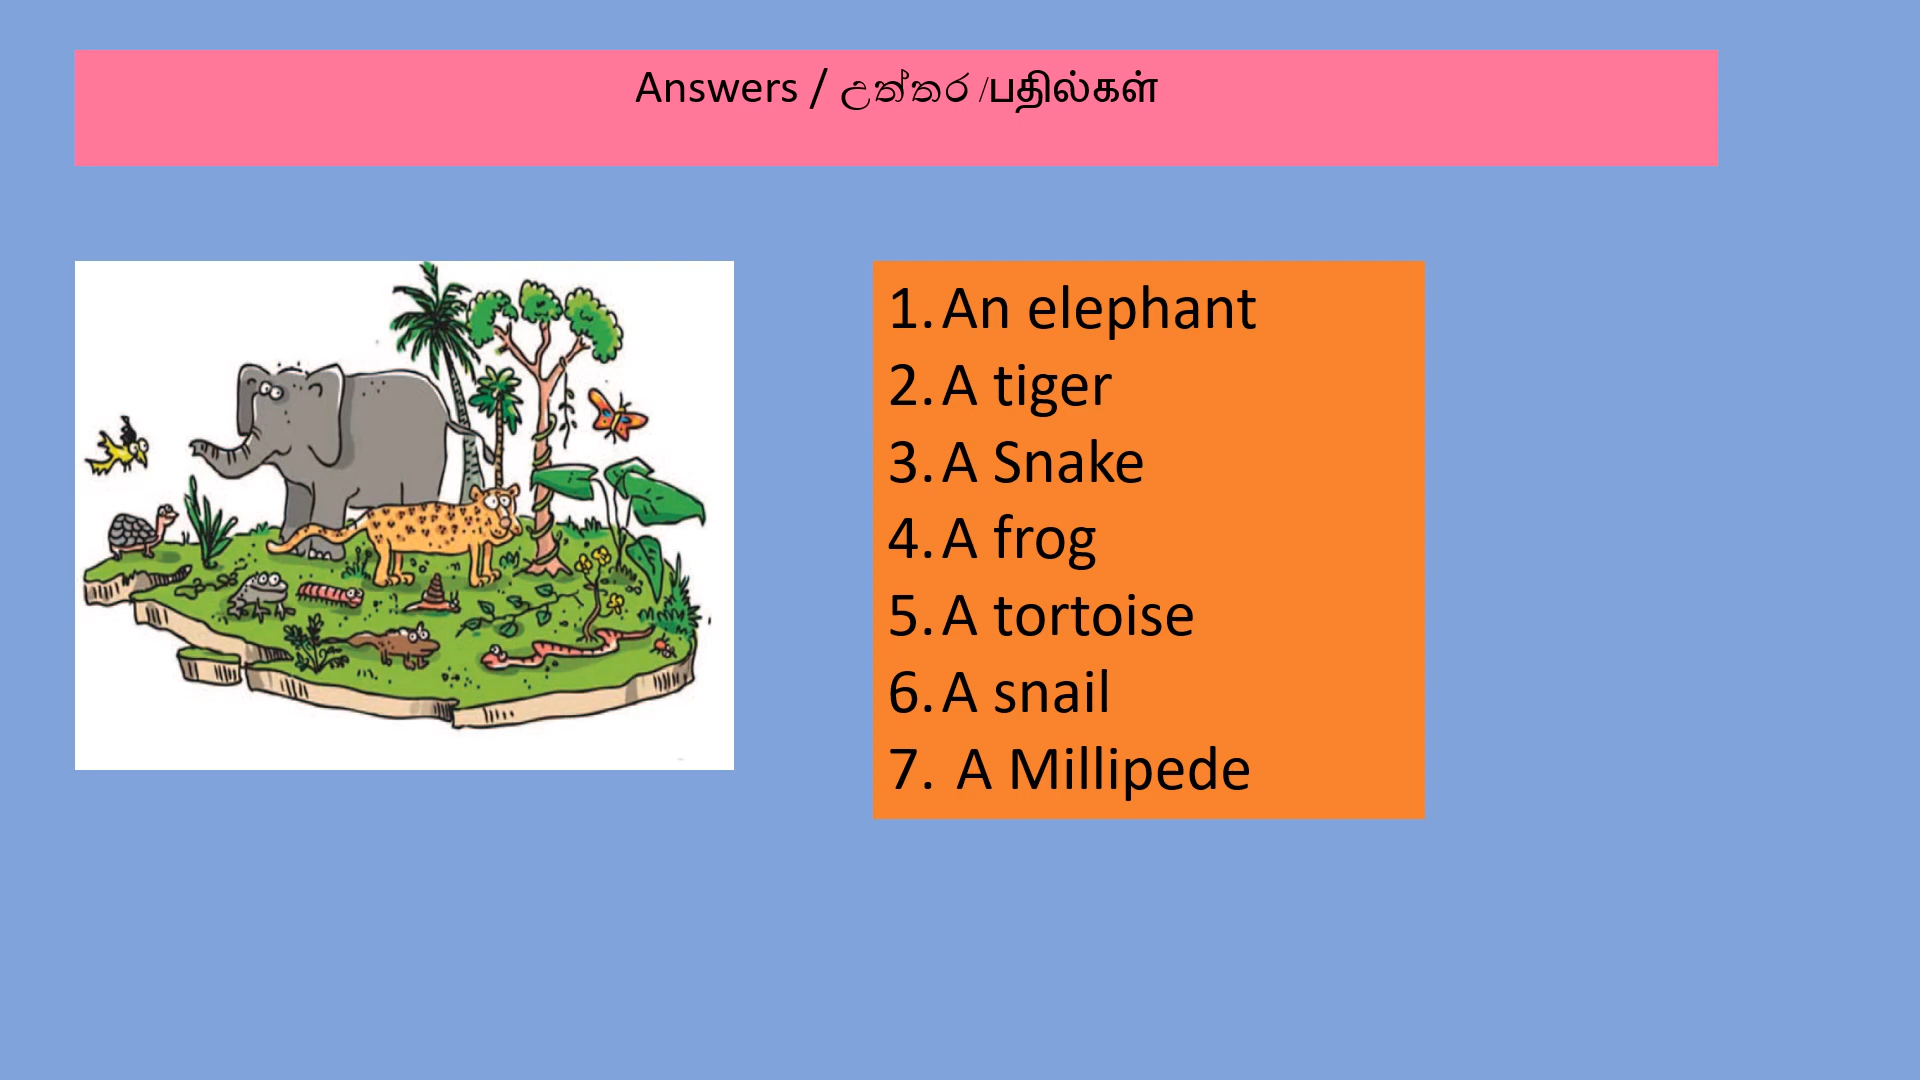 Answers / උත්තර /பதில்கள்
1. An elephant
2. A tiger
3. A Snake
4. A frog
5. A tortoise
6. A snail
7. A Millipede